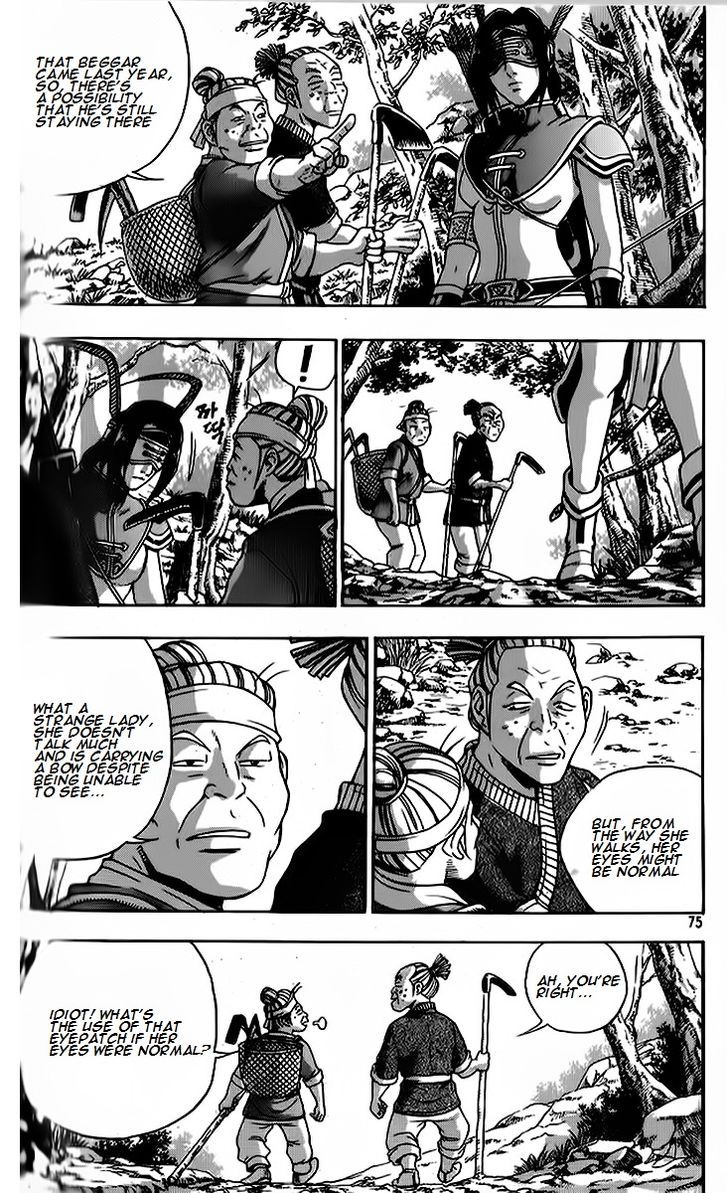 THAT BEGGAR
CAME LAST YEAR,
SO, THERE'S
A POSSIBILITY
THAT HE'S STILL
STAYING THERE
!
까
딱
WHAT A
STRANGE LADY,
SHE DOESN'T
TALK MUCH
AND IS CARRYING
A BOW DESPITE
BEING UNABLE
TO SEE...
BUT, FROM
THE WAY SHE
WALKS, HER
EYES MIGHT
BE NORMAL
75
IDIOT! WHAT'S
THE USE OF THAT
EYEPATCH IF HER
EYES WERE NORMAL?
AH, YOU'RE
RIGHT...